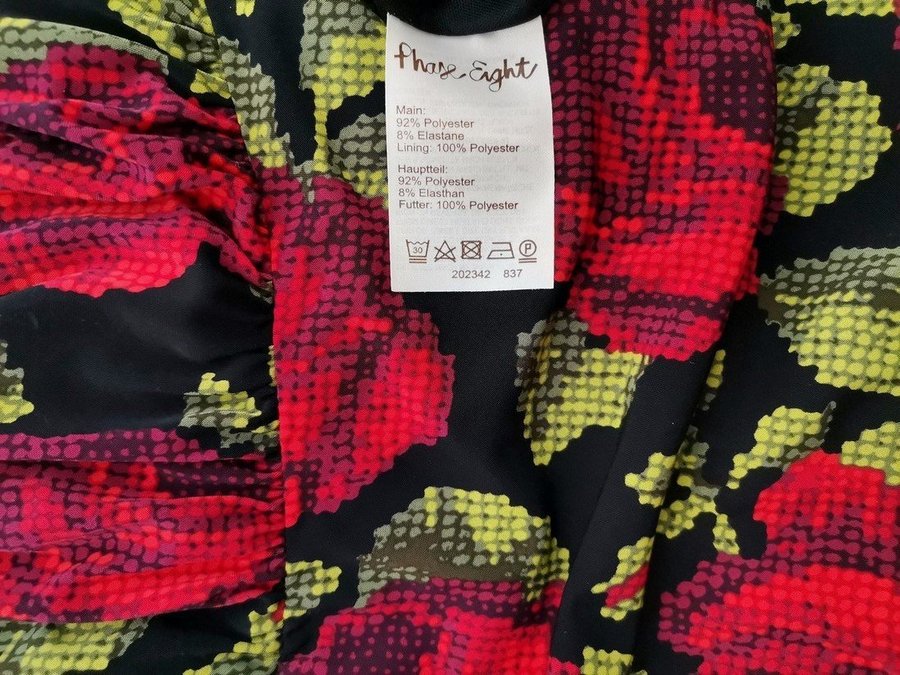 Phase Eight
Main:
92% Polyester
8% Elastane
Lining: 100% Polyester
Hauptteil:
92% Polyester
8% Elasthan
Futter: 100% Polyester
30 P
202342 837